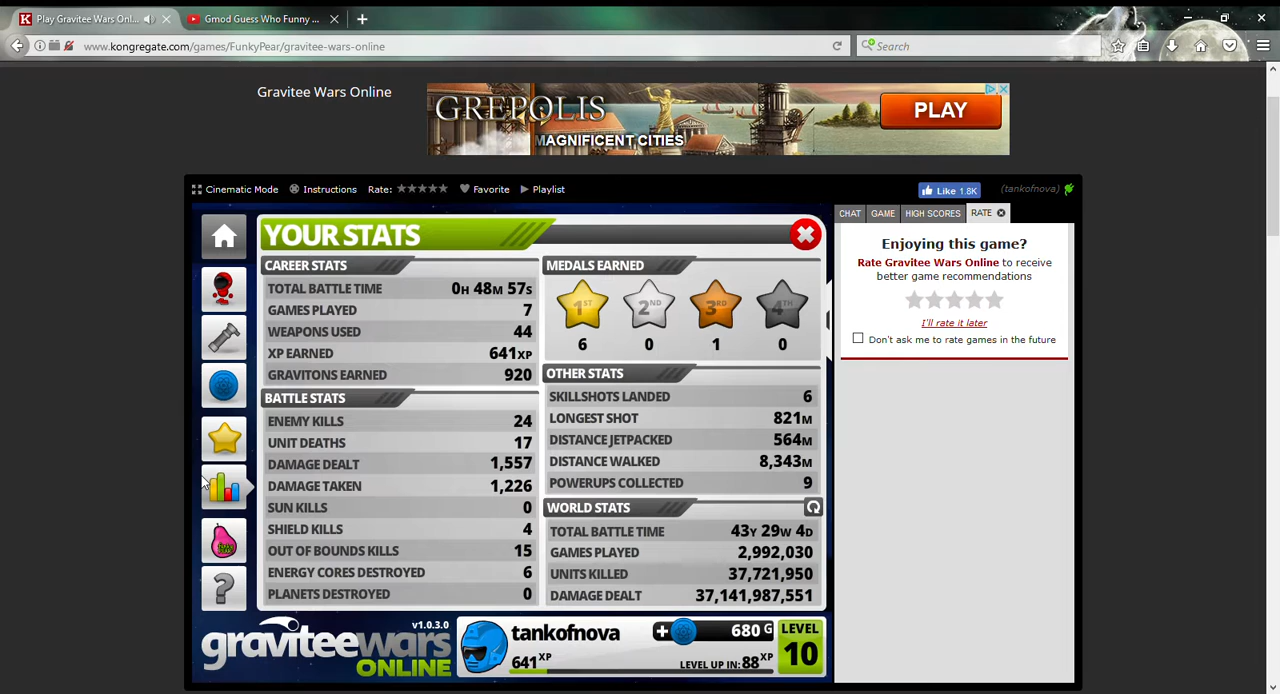 Play Gravitee Wars Onl...
Gmod Guess Who Funny ...
www.kongregate.com/games/FunkyPear/gravitee-wars-online
Search
Gravitee Wars Online
GREPOLIS
MAGNIFICENT CITIES
PLAY
Cinematic Mode
Instructions
Rate:
Favorite
Playlist
Like 1.8K
(tankofnova)
CHAT
GAME
HIGH SCORES
RATE
Enjoying this game?
Rate Gravitee Wars Online to receive
better game recommendations
I'll rate it later
Don't ask me to rate games in the future
YOUR STATS
CAREER STATS
TOTAL BATTLE TIME 0H 48M 57S
GAMES PLAYED 7
WEAPONS USED 44
XP EARNED 641XP
GRAVITONS EARNED 920
BATTLE STATS
ENEMY KILLS 24
UNIT DEATHS 17
DAMAGE DEALT 1,557
DAMAGE TAKEN 1,226
SUN KILLS 0
SHIELD KILLS 4
OUT OF BOUNDS KILLS 15
ENERGY CORES DESTROYED 6
PLANETS DESTROYED 0
MEDALS EARNED
1ST 2ND 3RD 4TH
6 0 1 0
OTHER STATS
SKILLSHOTS LANDED 6
LONGEST SHOT 821M
DISTANCE JETPACKED 564M
DISTANCE WALKED 8,343M
POWERUPS COLLECTED 9
WORLD STATS
TOTAL BATTLE TIME 43Y 29W 4D
GAMES PLAYED 2,992,030
UNITS KILLED 37,721,950
DAMAGE DEALT 37,141,987,551
v1.0.3.0
graviteewars
ONLINE
tankofnova
680 G
641XP
LEVEL UP IN: 88XP
LEVEL
10